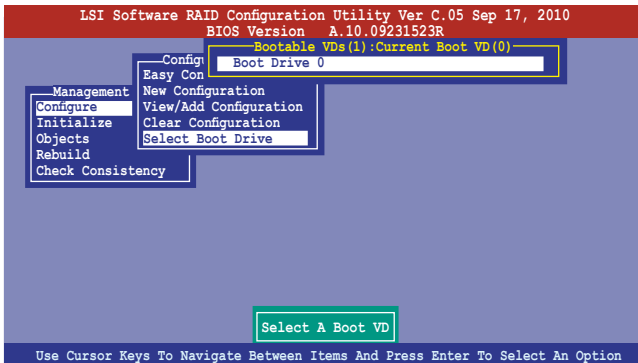 LSI Software RAID Configuration Utility Ver C.05 Sep 17, 2010
BIOS Version A.10.09231523R
Bootable VDs(1):Current Boot VD(0)
Boot Drive 0
Configu
Easy Con
New Configuration
View/Add Configuration
Clear Configuration
Select Boot Drive
Management
Configure
Initialize
Objects
Rebuild
Check Consistency
Select A Boot VD
Use Cursor Keys To Navigate Between Items And Press Enter To Select An Option